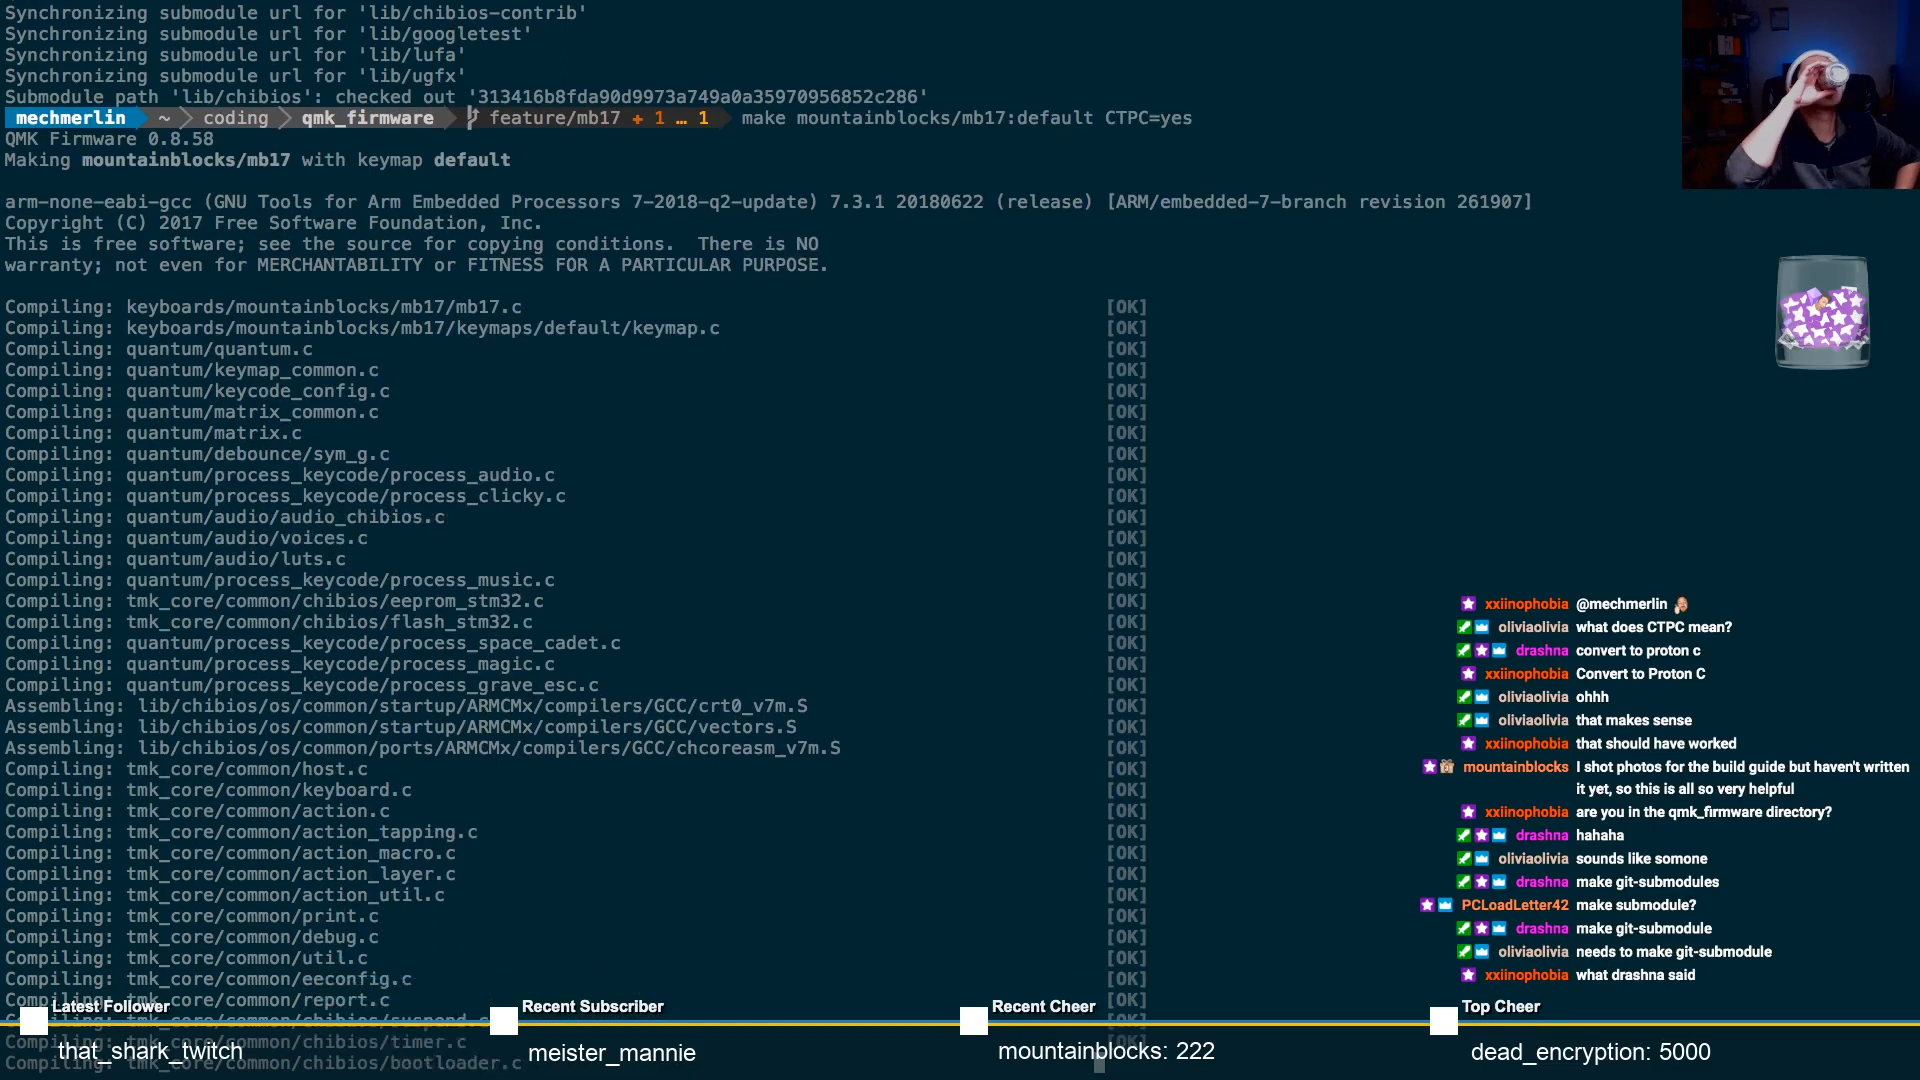 Synchronizing submodule url for 'lib/chibios-contrib'
Synchronizing submodule url for 'lib/googletest'
Synchronizing submodule url for 'lib/lufa'
Synchronizing submodule url for 'lib/ugfx'
Submodule path 'lib/chibios': checked out '313416b8fda90d9973a749a0a35970956852c286'
mechmerlin ~ coding qmk_firmware feature/mb17 + 1 … 1 make mountainblocks/mb17:default CTPC=yes
QMK Firmware 0.8.58
Making mountainblocks/mb17 with keymap default
arm-none-eabi-gcc (GNU Tools for Arm Embedded Processors 7-2018-q2-update) 7.3.1 20180622 (release) [ARM/embedded-7-branch revision 261907]
Copyright (C) 2017 Free Software Foundation, Inc.
This is free software; see the source for copying conditions.  There is NO
warranty; not even for MERCHANTABILITY or FITNESS FOR A PARTICULAR PURPOSE.
Compiling: keyboards/mountainblocks/mb17/mb17.c [OK]
Compiling: keyboards/mountainblocks/mb17/keymaps/default/keymap.c [OK]
Compiling: quantum/quantum.c [OK]
Compiling: quantum/keymap_common.c [OK]
Compiling: quantum/keycode_config.c [OK]
Compiling: quantum/matrix_common.c [OK]
Compiling: quantum/matrix.c [OK]
Compiling: quantum/debounce/sym_g.c [OK]
Compiling: quantum/process_keycode/process_audio.c [OK]
Compiling: quantum/process_keycode/process_clicky.c [OK]
Compiling: quantum/audio/audio_chibios.c [OK]
Compiling: quantum/audio/voices.c [OK]
Compiling: quantum/audio/luts.c [OK]
Compiling: quantum/process_keycode/process_music.c [OK]
Compiling: tmk_core/common/chibios/eeprom_stm32.c [OK]
Compiling: tmk_core/common/chibios/flash_stm32.c [OK]
Compiling: quantum/process_keycode/process_space_cadet.c [OK]
Compiling: quantum/process_keycode/process_magic.c [OK]
Compiling: quantum/process_keycode/process_grave_esc.c [OK]
Assembling: lib/chibios/os/common/startup/ARMCMx/compilers/GCC/crt0_v7m.S [OK]
Assembling: lib/chibios/os/common/startup/ARMCMx/compilers/GCC/vectors.S [OK]
Assembling: lib/chibios/os/common/ports/ARMCMx/compilers/GCC/chcoreasm_v7m.S [OK]
Compiling: tmk_core/common/host.c [OK]
Compiling: tmk_core/common/keyboard.c [OK]
Compiling: tmk_core/common/action.c [OK]
Compiling: tmk_core/common/action_tapping.c [OK]
Compiling: tmk_core/common/action_macro.c [OK]
Compiling: tmk_core/common/action_layer.c [OK]
Compiling: tmk_core/common/action_util.c [OK]
Compiling: tmk_core/common/print.c [OK]
Compiling: tmk_core/common/debug.c [OK]
Compiling: tmk_core/common/util.c [OK]
Compiling: tmk_core/common/eeconfig.c [OK]
Compiling: tmk_core/common/report.c [OK]
Compiling: tmk_core/common/chibios/suspend.c [OK]
Compiling: tmk_core/common/chibios/timer.c [OK]
Compiling: tmk_core/common/chibios/bootloader.c
xxiinophobia @mechmerlin
oliviaolivia what does CTPC mean?
drashna convert to proton c
xxiinophobia Convert to Proton C
oliviaolivia ohhh
oliviaolivia that makes sense
xxiinophobia that should have worked
mountainblocks I shot photos for the build guide but haven't written
it yet, so this is all so very helpful
xxiinophobia are you in the qmk_firmware directory?
drashna hahaha
oliviaolivia sounds like somone
drashna make git-submodules
PCLoadLetter42 make submodule?
drashna make git-submodule
oliviaolivia needs to make git-submodule
xxiinophobia what drashna said
Latest Follower
that_shark_twitch
Recent Subscriber
meister_mannie
Recent Cheer
mountainblocks: 222
Top Cheer
dead_encryption: 5000